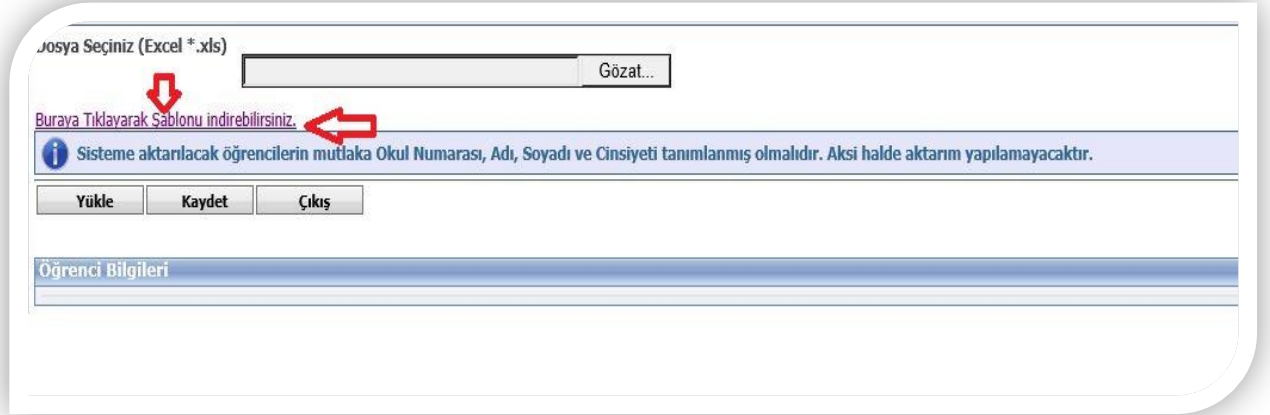 Dosya Seçiniz (Excel *.xls)
Gözat...
Buraya Tıklayarak Şablonu indirebilirsiniz.
Sisteme aktarılacak öğrencilerin mutlaka Okul Numarası, Adı, Soyadı ve Cinsiyeti tanımlanmış olmalıdır. Aksi halde aktarım yapılamayacaktır.
Yükle Kaydet Çıkış
Öğrenci Bilgileri